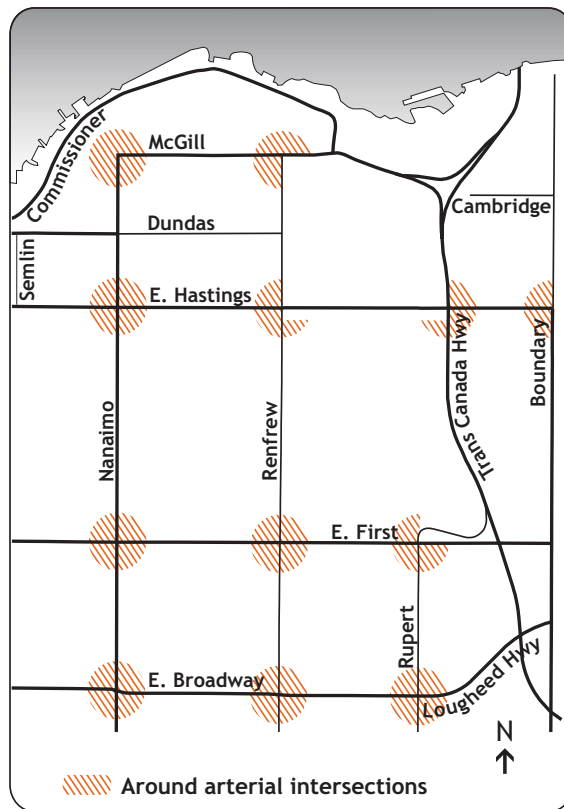 Commissioner
McGill
Cambridge
Dundas
Semlin
E. Hastings
Trans Canada Hwy
Boundary
Nanaimo
Renfrew
E. First
Rupert
E. Broadway
Lougheed Hwy
N
Around arterial intersections